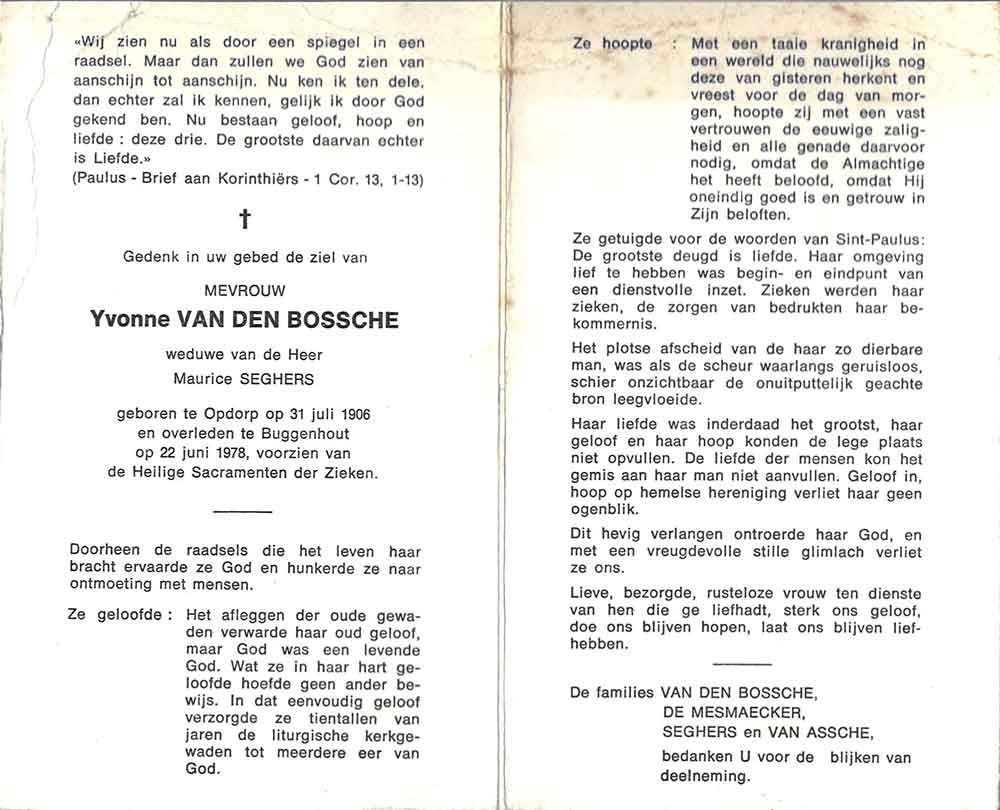 «Wij zien nu als door een spiegel in een
raadsel. Maar dan zullen we God zien van
aanschijn tot aanschijn. Nu ken ik ten dele,
dan echter zal ik kennen, gelijk ik door God
gekend ben. Nu bestaan geloof, hoop en
liefde : deze drie. De grootste daarvan echter
is Liefde.»
(Paulus - Brief aan Korinthiërs - 1 Cor. 13, 1-13)
†
Gedenk in uw gebed de ziel van
MEVROUW
Yvonne VAN DEN BOSSCHE
weduwe van de Heer
Maurice SEGHERS
geboren te Opdorp op 31 juli 1906
en overleden te Buggenhout
op 22 juni 1978, voorzien van
de Heilige Sacramenten der Zieken.
Doorheen de raadsels die het leven haar
bracht ervaarde ze God en hunkerde ze naar
ontmoeting met mensen.
Ze geloofde : Het afleggen der oude gewa-
den verwarde haar oud geloof,
maar God was een levende
God. Wat ze in haar hart ge-
loofde hoefde geen ander be-
wijs. In dat eenvoudig geloof
verzorgde ze tientallen van
jaren de liturgische kerkge-
waden tot meerdere eer van
God.
Ze hoopte : Met een taaie kranigheid in
een wereld die nauwelijks nog
deze van gisteren herkent en
vreest voor de dag van mor-
gen, hoopte zij met een vast
vertrouwen de eeuwige zalig-
heid en alle genade daarvoor
nodig, omdat de Almachtige
het heeft beloofd, omdat Hij
oneindig goed is en getrouw in
Zijn beloften.
Ze getuigde voor de woorden van Sint-Paulus:
De grootste deugd is liefde. Haar omgeving
lief te hebben was begin- en eindpunt van
een dienstvolle inzet. Zieken werden haar
zieken, de zorgen van bedrukten haar be-
kommernis.
Het plotse afscheid van de haar zo dierbare
man, was als de scheur waarlangs geruisloos,
schier onzichtbaar de onuitputtelijk geachte
bron leegvloeide.
Haar liefde was inderdaad het grootst, haar
geloof en haar hoop konden de lege plaats
niet opvullen. De liefde der mensen kon het
gemis aan haar man niet aanvullen. Geloof in,
hoop op hemelse hereniging verliet haar geen
ogenblik.
Dit hevig verlangen ontroerde haar God, en
met een vreugdevolle stille glimlach verliet
ze ons.
Lieve, bezorgde, rusteloze vrouw ten dienste
van hen die ge liefhadt, sterk ons geloof,
doe ons blijven hopen, laat ons blijven lief-
hebben.
De families VAN DEN BOSSCHE,
DE MESMAECKER,
SEGHERS en VAN ASSCHE,
bedanken U voor de blijken van
deelneming.